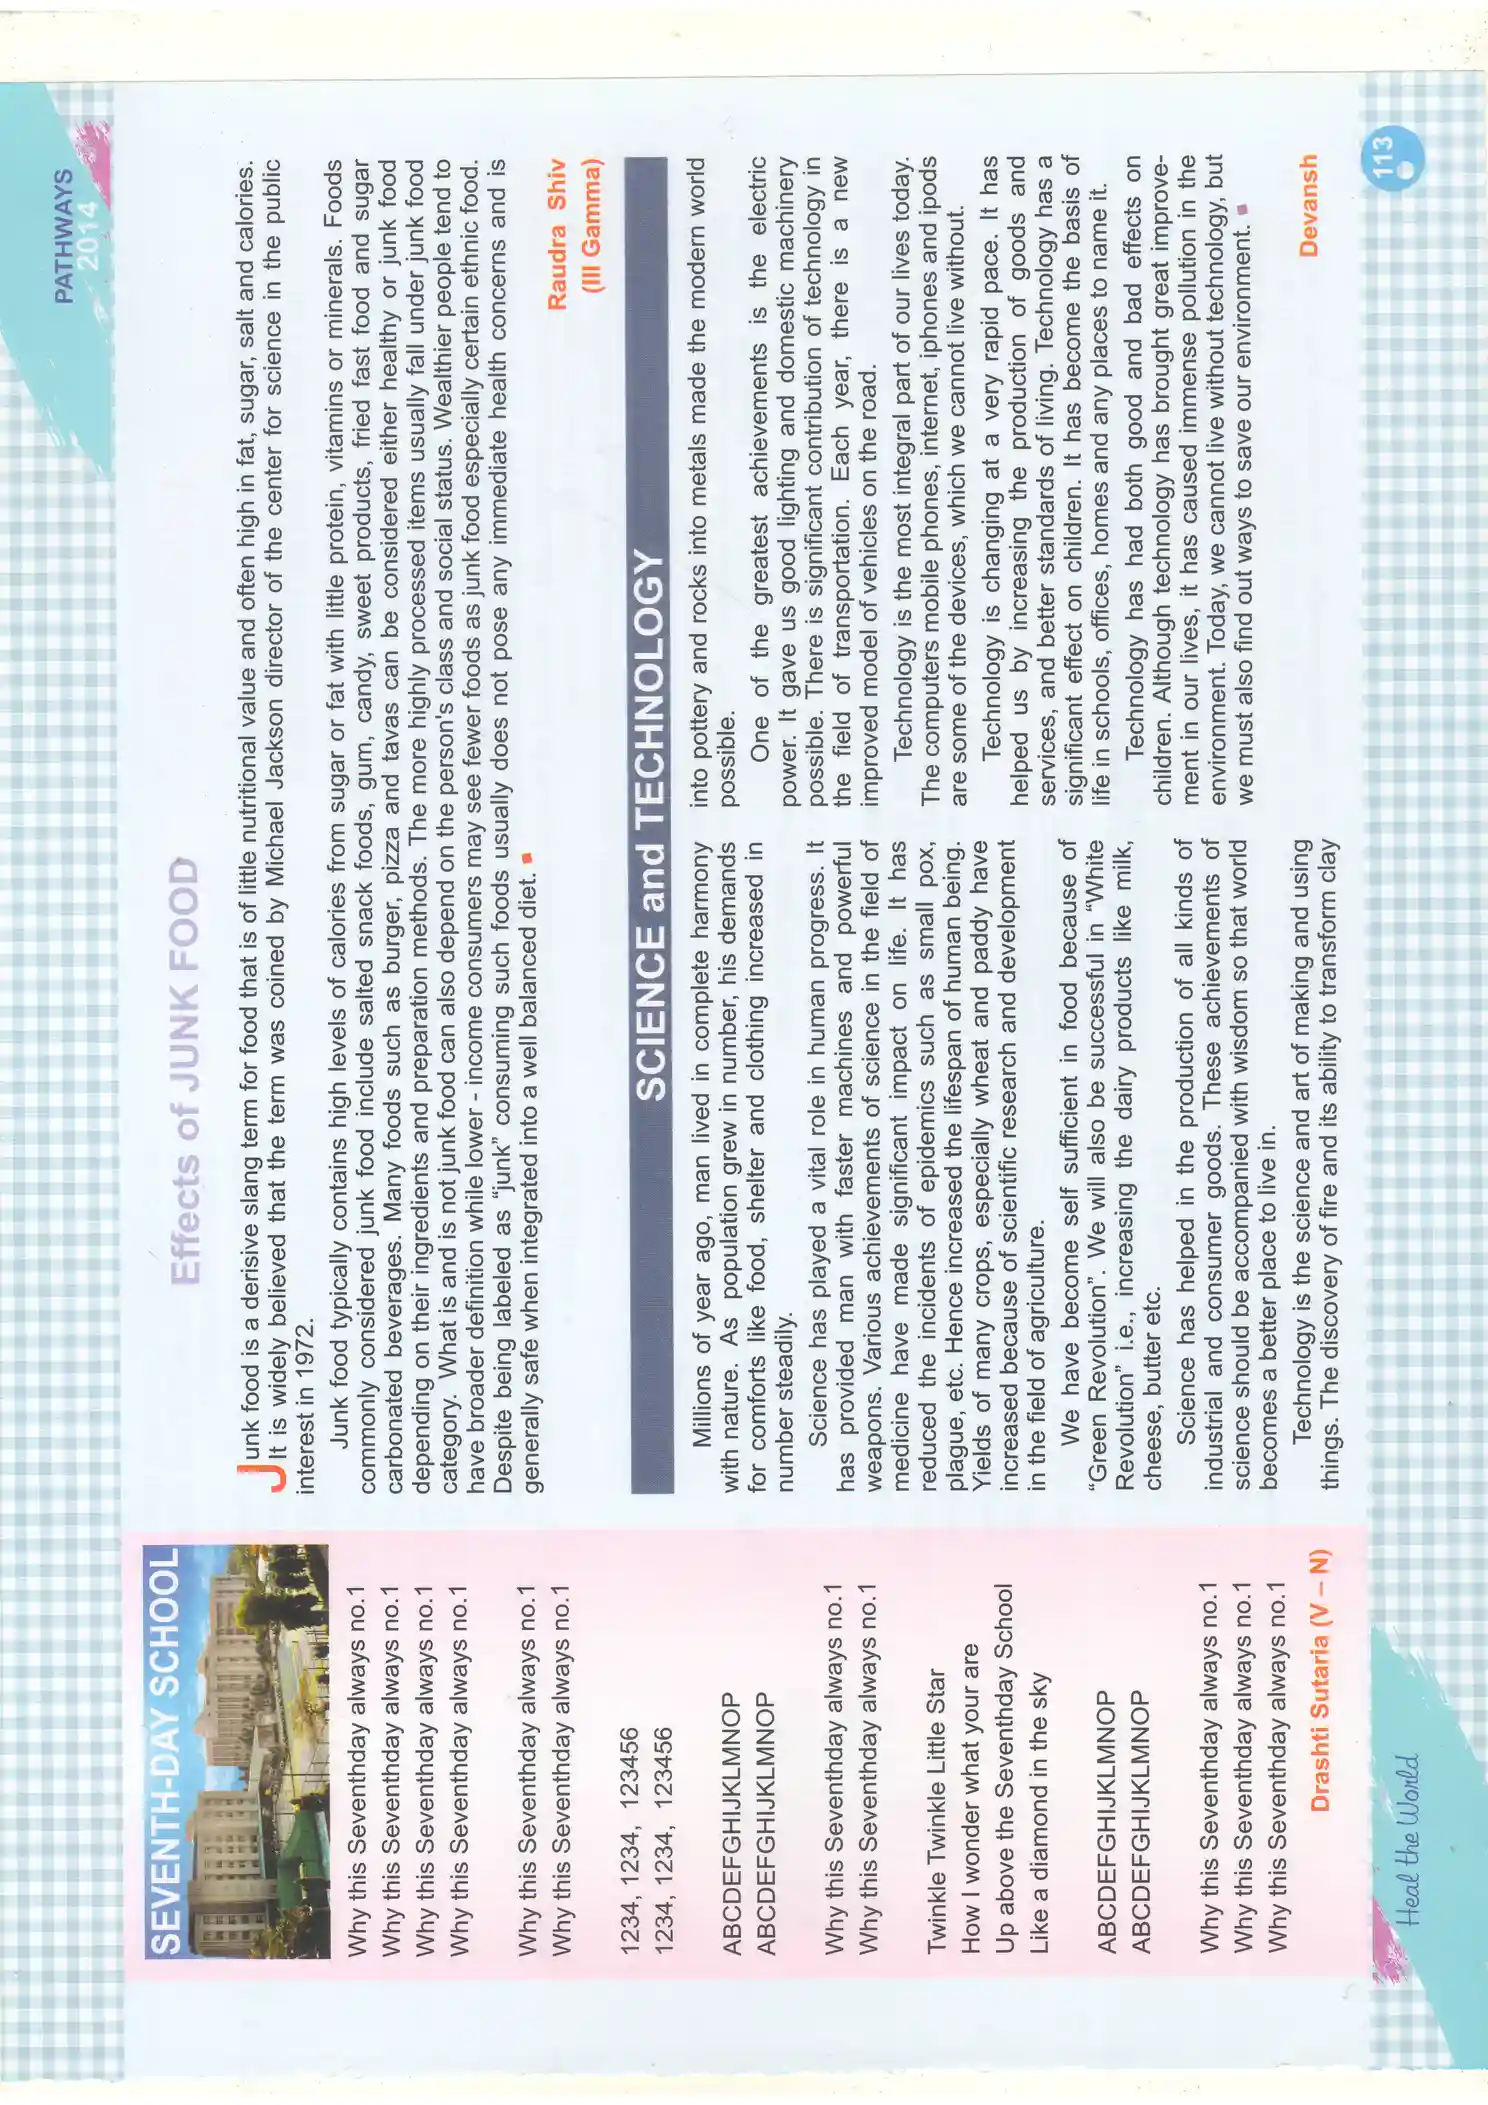 PATHWAYS
2014
SEVENTH-DAY SCHOOL
Why this Seventhday always no.1
Why this Seventhday always no.1
Why this Seventhday always no.1
Why this Seventhday always no.1
Why this Seventhday always no.1
Why this Seventhday always no.1
1234, 1234, 123456
1234, 1234, 123456
ABCDEFGHIJKLMNOP
ABCDEFGHIJKLMNOP
Why this Seventhday always no.1
Why this Seventhday always no.1
Twinkle Twinkle Little Star
How I wonder what your are
Up above the Seventhday School
Like a diamond in the sky
ABCDEFGHIJKLMNOP
ABCDEFGHIJKLMNOP
Why this Seventhday always no.1
Why this Seventhday always no.1
Why this Seventhday always no.1
Drashti Sutaria (V – N)
Effects of JUNK FOOD
Junk food is a derisive slang term for food that is of little nutritional value and often high in fat, sugar, salt and calories.
It is widely believed that the term was coined by Michael Jackson director of the center for science in the public
interest in 1972.
Junk food typically contains high levels of calories from sugar or fat with little protein, vitamins or minerals. Foods
commonly considered junk food include salted snack foods, gum, candy, sweet products, fried fast food and sugar
carbonated beverages. Many foods such as burger, pizza and tavas can be considered either healthy or junk food
depending on their ingredients and preparation methods. The more highly processed items usually fall under junk food
category. What is and is not junk food can also depend on the person's class and social status. Wealthier people tend to
have broader definition while lower - income consumers may see fewer foods as junk food especially certain ethnic food.
Despite being labeled as “junk” consuming such foods usually does not pose any immediate health concerns and is
generally safe when integrated into a well balanced diet.
Raudra Shiv
(III Gamma)
SCIENCE and TECHNOLOGY
Millions of year ago, man lived in complete harmony
with nature. As population grew in number, his demands
for comforts like food, shelter and clothing increased in
number steadily.
Science has played a vital role in human progress. It
has provided man with faster machines and powerful
weapons. Various achievements of science in the field of
medicine have made significant impact on life. It has
reduced the incidents of epidemics such as small pox,
plague, etc. Hence increased the lifespan of human being.
Yields of many crops, especially wheat and paddy have
increased because of scientific research and development
in the field of agriculture.
We have become self sufficient in food because of
“Green Revolution”. We will also be successful in “White
Revolution” i.e., increasing the dairy products like milk,
cheese, butter etc.
Science has helped in the production of all kinds of
industrial and consumer goods. These achievements of
science should be accompanied with wisdom so that world
becomes a better place to live in.
Technology is the science and art of making and using
things. The discovery of fire and its ability to transform clay
into pottery and rocks into metals made the modern world
possible.
One of the greatest achievements is the electric
power. It gave us good lighting and domestic machinery
possible. There is significant contribution of technology in
the field of transportation. Each year, there is a new
improved model of vehicles on the road.
Technology is the most integral part of our lives today.
The computers mobile phones, internet, iphones and ipods
are some of the devices, which we cannot live without.
Technology is changing at a very rapid pace. It has
helped us by increasing the production of goods and
services, and better standards of living. Technology has a
significant effect on children. It has become the basis of
life in schools, offices, homes and any places to name it.
Technology has had both good and bad effects on
children. Although technology has brought great improve-
ment in our lives, it has caused immense pollution in the
environment. Today, we cannot live without technology, but
we must also find out ways to save our environment.
Devansh
Heal the World
113